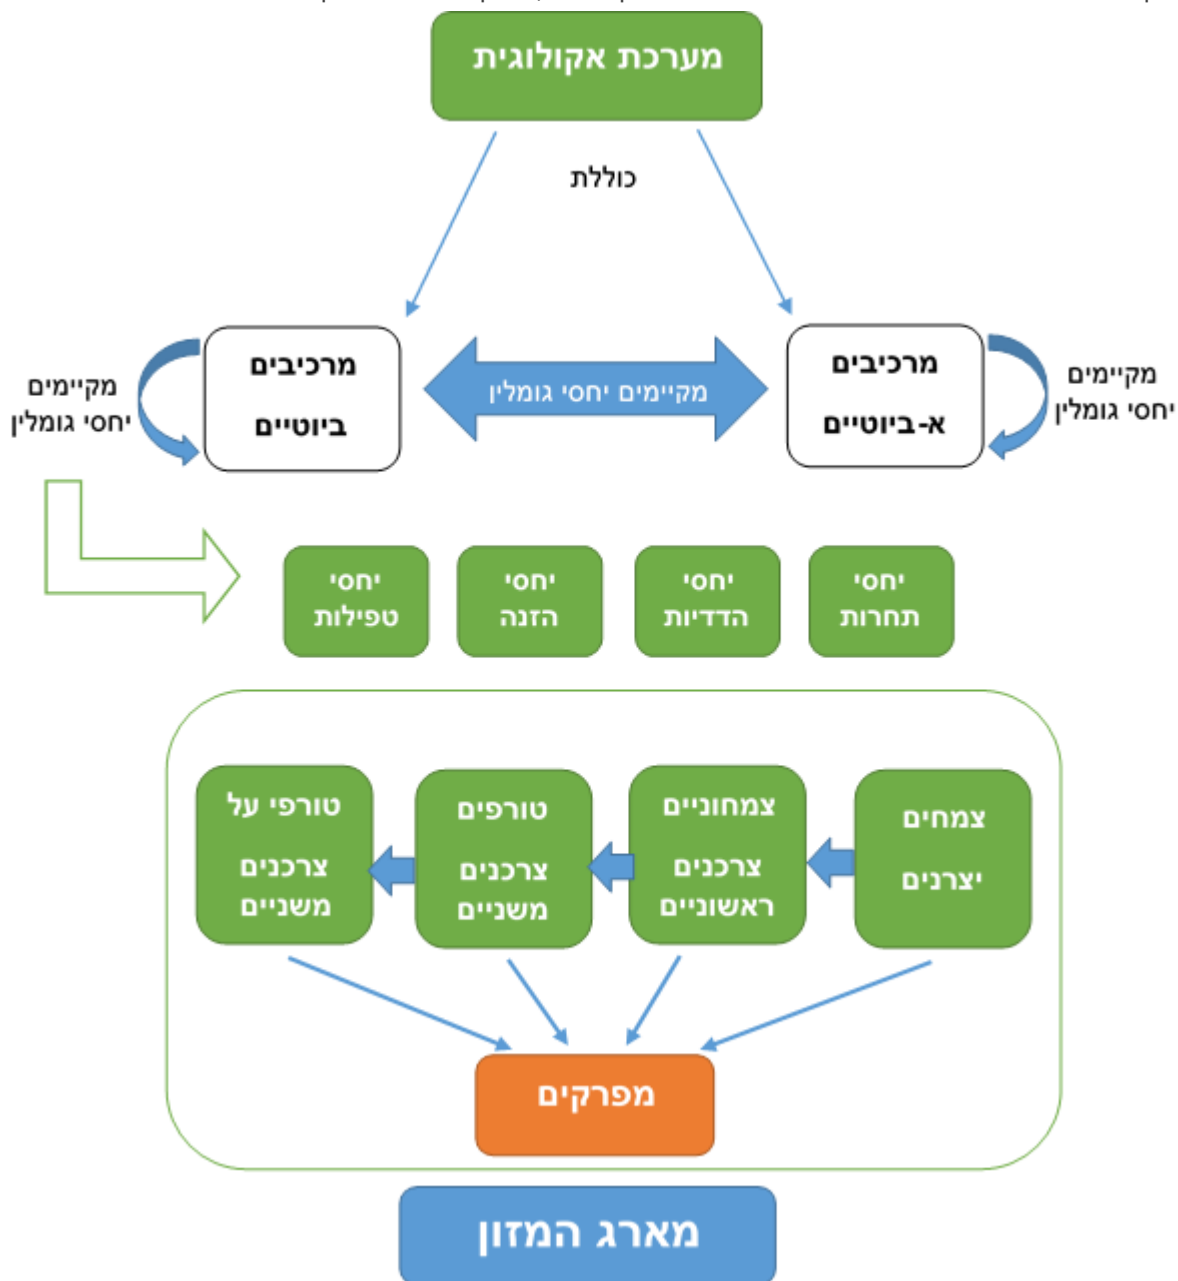 מערכת אקולוגית
כוללת
מרכיבים
א-ביוטיים
מקיימים
יחסי גומלין
מקיימים יחסי גומלין
מרכיבים
ביוטיים
מקיימים
יחסי גומלין
יחסי
תחרות
יחסי
הדדיות
יחסי
הזנה
יחסי
טפילות
צמחים
יצרנים
צמחוניים
צרכנים
ראשוניים
טורפים
צרכנים
משניים
טורפי על
צרכנים
משניים
מפרקים
מארג המזון